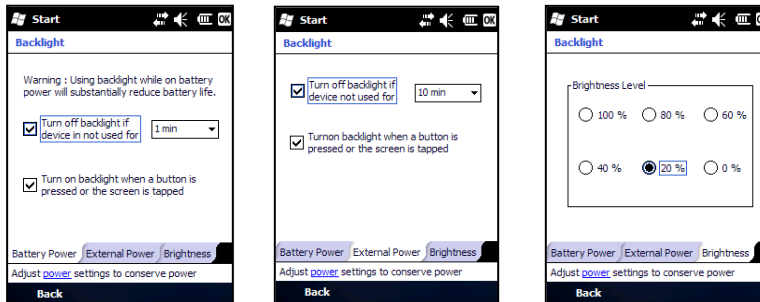 Start
OK
Backlight
Warning : Using backlight while on battery
power will substantially reduce battery life.
Turn off backlight if
device in not used for
1 min
Turn on backlight when a button is
pressed or the screen is tapped
Battery Power External Power Brightness
Adjust power settings to conserve power
Back
Start
OK
Backlight
Turn off backlight if
device not used for
10 min
Turnon backlight when a button is
pressed or the screen is tapped
Battery Power External Power Brightness
Adjust power settings to conserve power
Back
Start
Backlight
Brightness Level
100 % 80 % 60 %
40 % 20 % 0 %
Battery Power External Power Brightness
Adjust power settings to conserve power
Back